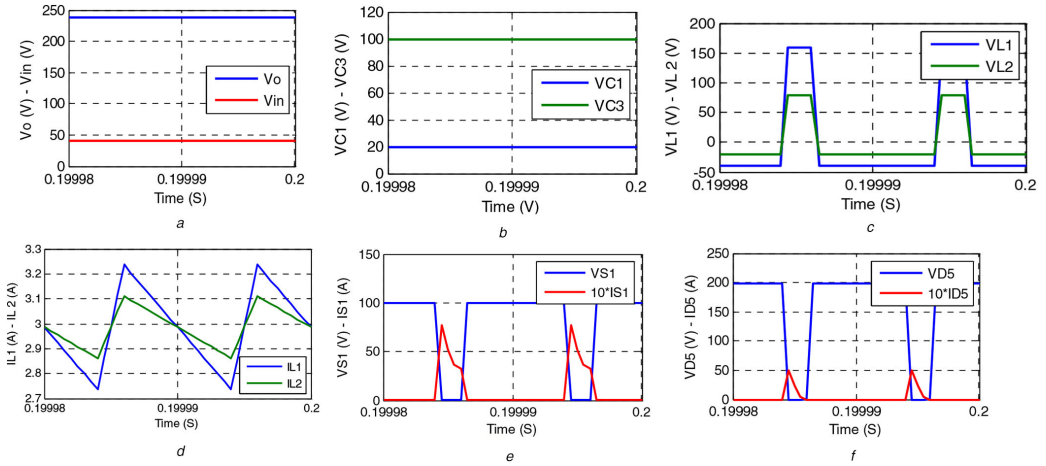 250
200
150
100
50
0
Vo (V) - Vin (V)
Vo
Vin
0.19998
0.19999
0.2
Time (S)
a
120
100
80
60
40
20
0
VC1 (V) - VC3 (V)
VC1
VC3
0.19998
0.19999
0.2
Time (V)
b
200
150
100
50
0
-50
VL1 (V) - VL 2 (V)
VL1
VL2
0.19998
0.19999
0.2
Time (S)
c
3.3
3.2
3.1
3
2.9
2.8
2.7
IL1 (A) - IL 2 (A)
IL1
IL2
0.19998
0.19999
0.2
Time (S)
d
150
100
50
0
VS1 (V) - IS1 (A)
VS1
10*IS1
0.19998
0.19999
0.2
Time (S)
e
250
200
150
100
50
0
VD5 (V) - ID5 (A)
VD5
10*ID5
0.19998
0.19999
0.2
Time (S)
f